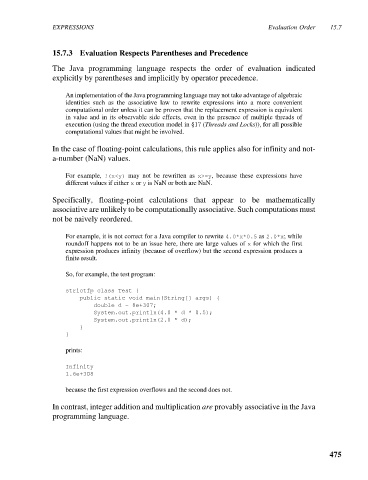 EXPRESSIONS Evaluation Order 15.7
15.7.3 Evaluation Respects Parentheses and Precedence
The Java programming language respects the order of evaluation indicated
explicitly by parentheses and implicitly by operator precedence.
An implementation of the Java programming language may not take advantage of algebraic
identities such as the associative law to rewrite expressions into a more convenient
computational order unless it can be proven that the replacement expression is equivalent
in value and in its observable side effects, even in the presence of multiple threads of
execution (using the thread execution model in §17 (Threads and Locks)), for all possible
computational values that might be involved.
In the case of floating-point calculations, this rule applies also for infinity and not-
a-number (NaN) values.
For example, !(x<y) may not be rewritten as x>=y, because these expressions have
different values if either x or y is NaN or both are NaN.
Specifically, floating-point calculations that appear to be mathematically
associative are unlikely to be computationally associative. Such computations must
not be naively reordered.
For example, it is not correct for a Java compiler to rewrite 4.0*x*0.5 as 2.0*x; while
roundoff happens not to be an issue here, there are large values of x for which the first
expression produces infinity (because of overflow) but the second expression produces a
finite result.
So, for example, the test program:
strictfp class Test {
public static void main(String[] args) {
double d = 8e+307;
System.out.println(4.0 * d * 0.5);
System.out.println(2.0 * d);
}
}
prints:
Infinity
1.6e+308
because the first expression overflows and the second does not.
In contrast, integer addition and multiplication are provably associative in the Java
programming language.
475